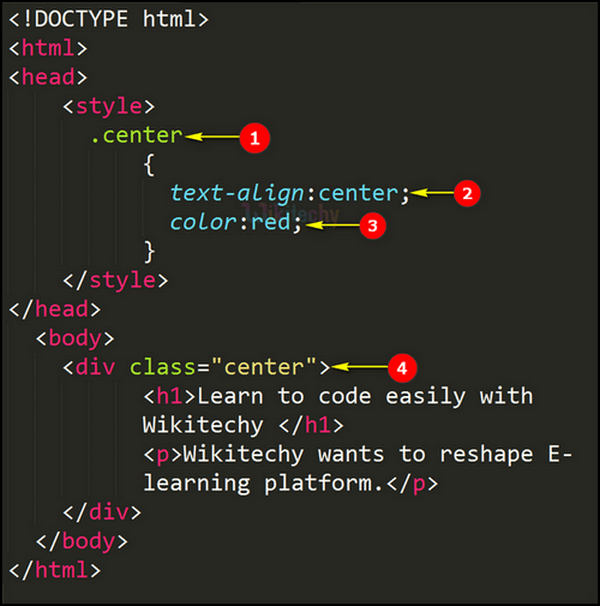 <!DOCTYPE html>
<html>
<head>
<style>
.center 1
{
text-align:center; 2
color:red; 3
}
</style>
</head>
<body>
<div class="center"> 4
<h1>Learn to code easily with
Wikitechy </h1>
<p>Wikitechy wants to reshape E-
learning platform.</p>
</div>
</body>
</html>